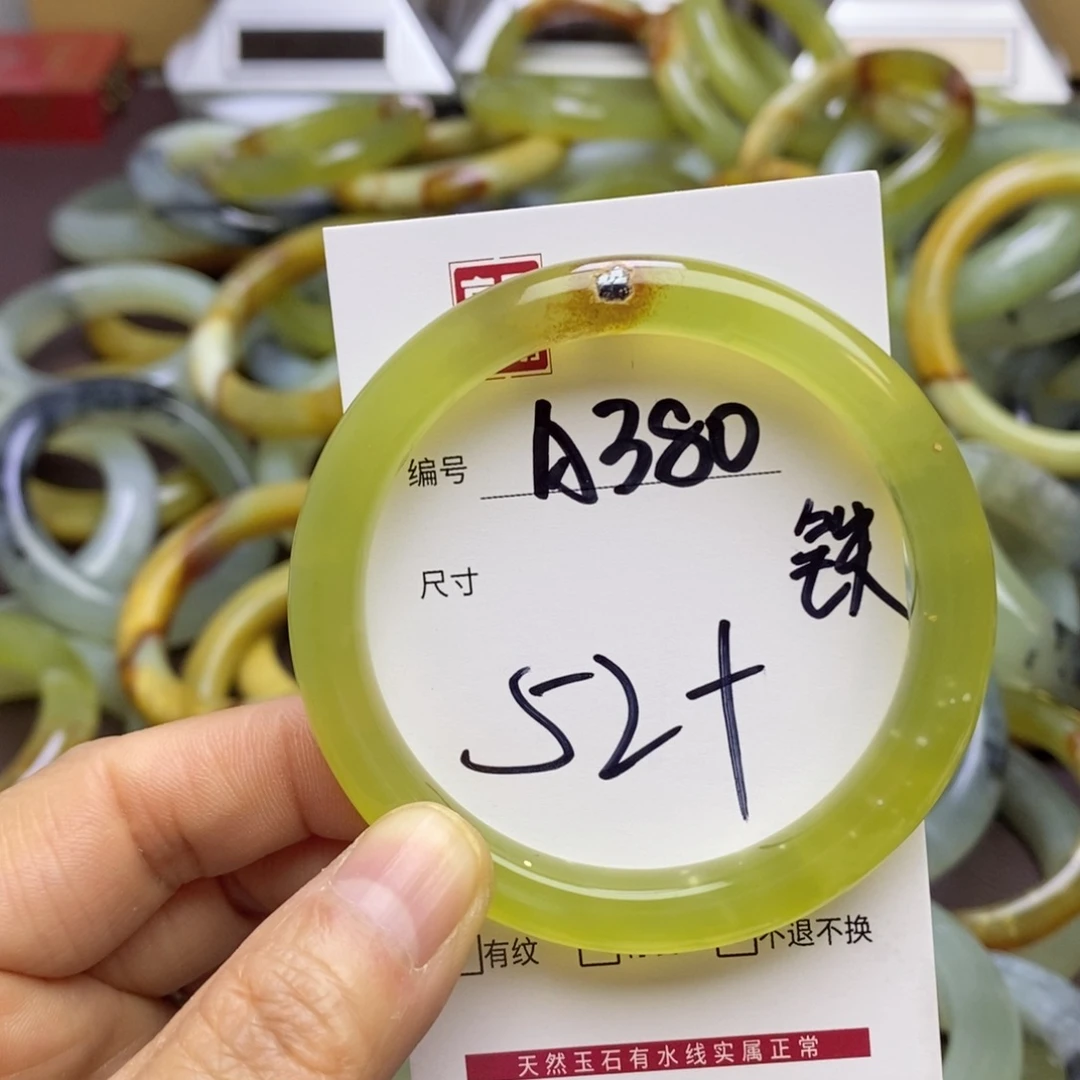 编号 A380
铁
尺寸
52+
有纹 不退不换
天然玉石有水线实属正常